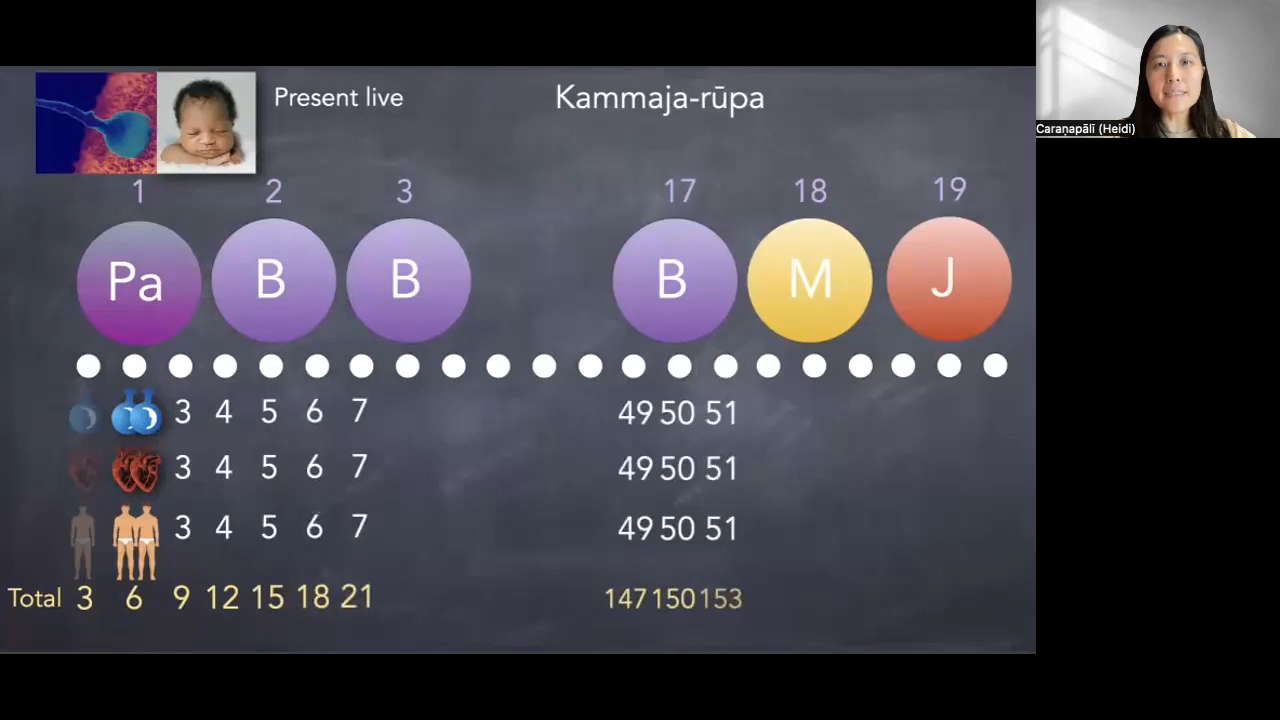 Present live
Kammaja-rūpa
Caraṇapālī (Heidi)
1 2 3 17 18 19
Pa B B B M J
3 4 5 6 7 49 50 51
3 4 5 6 7 49 50 51
3 4 5 6 7 49 50 51
Total 3 6 9 12 15 18 21 147 150 153